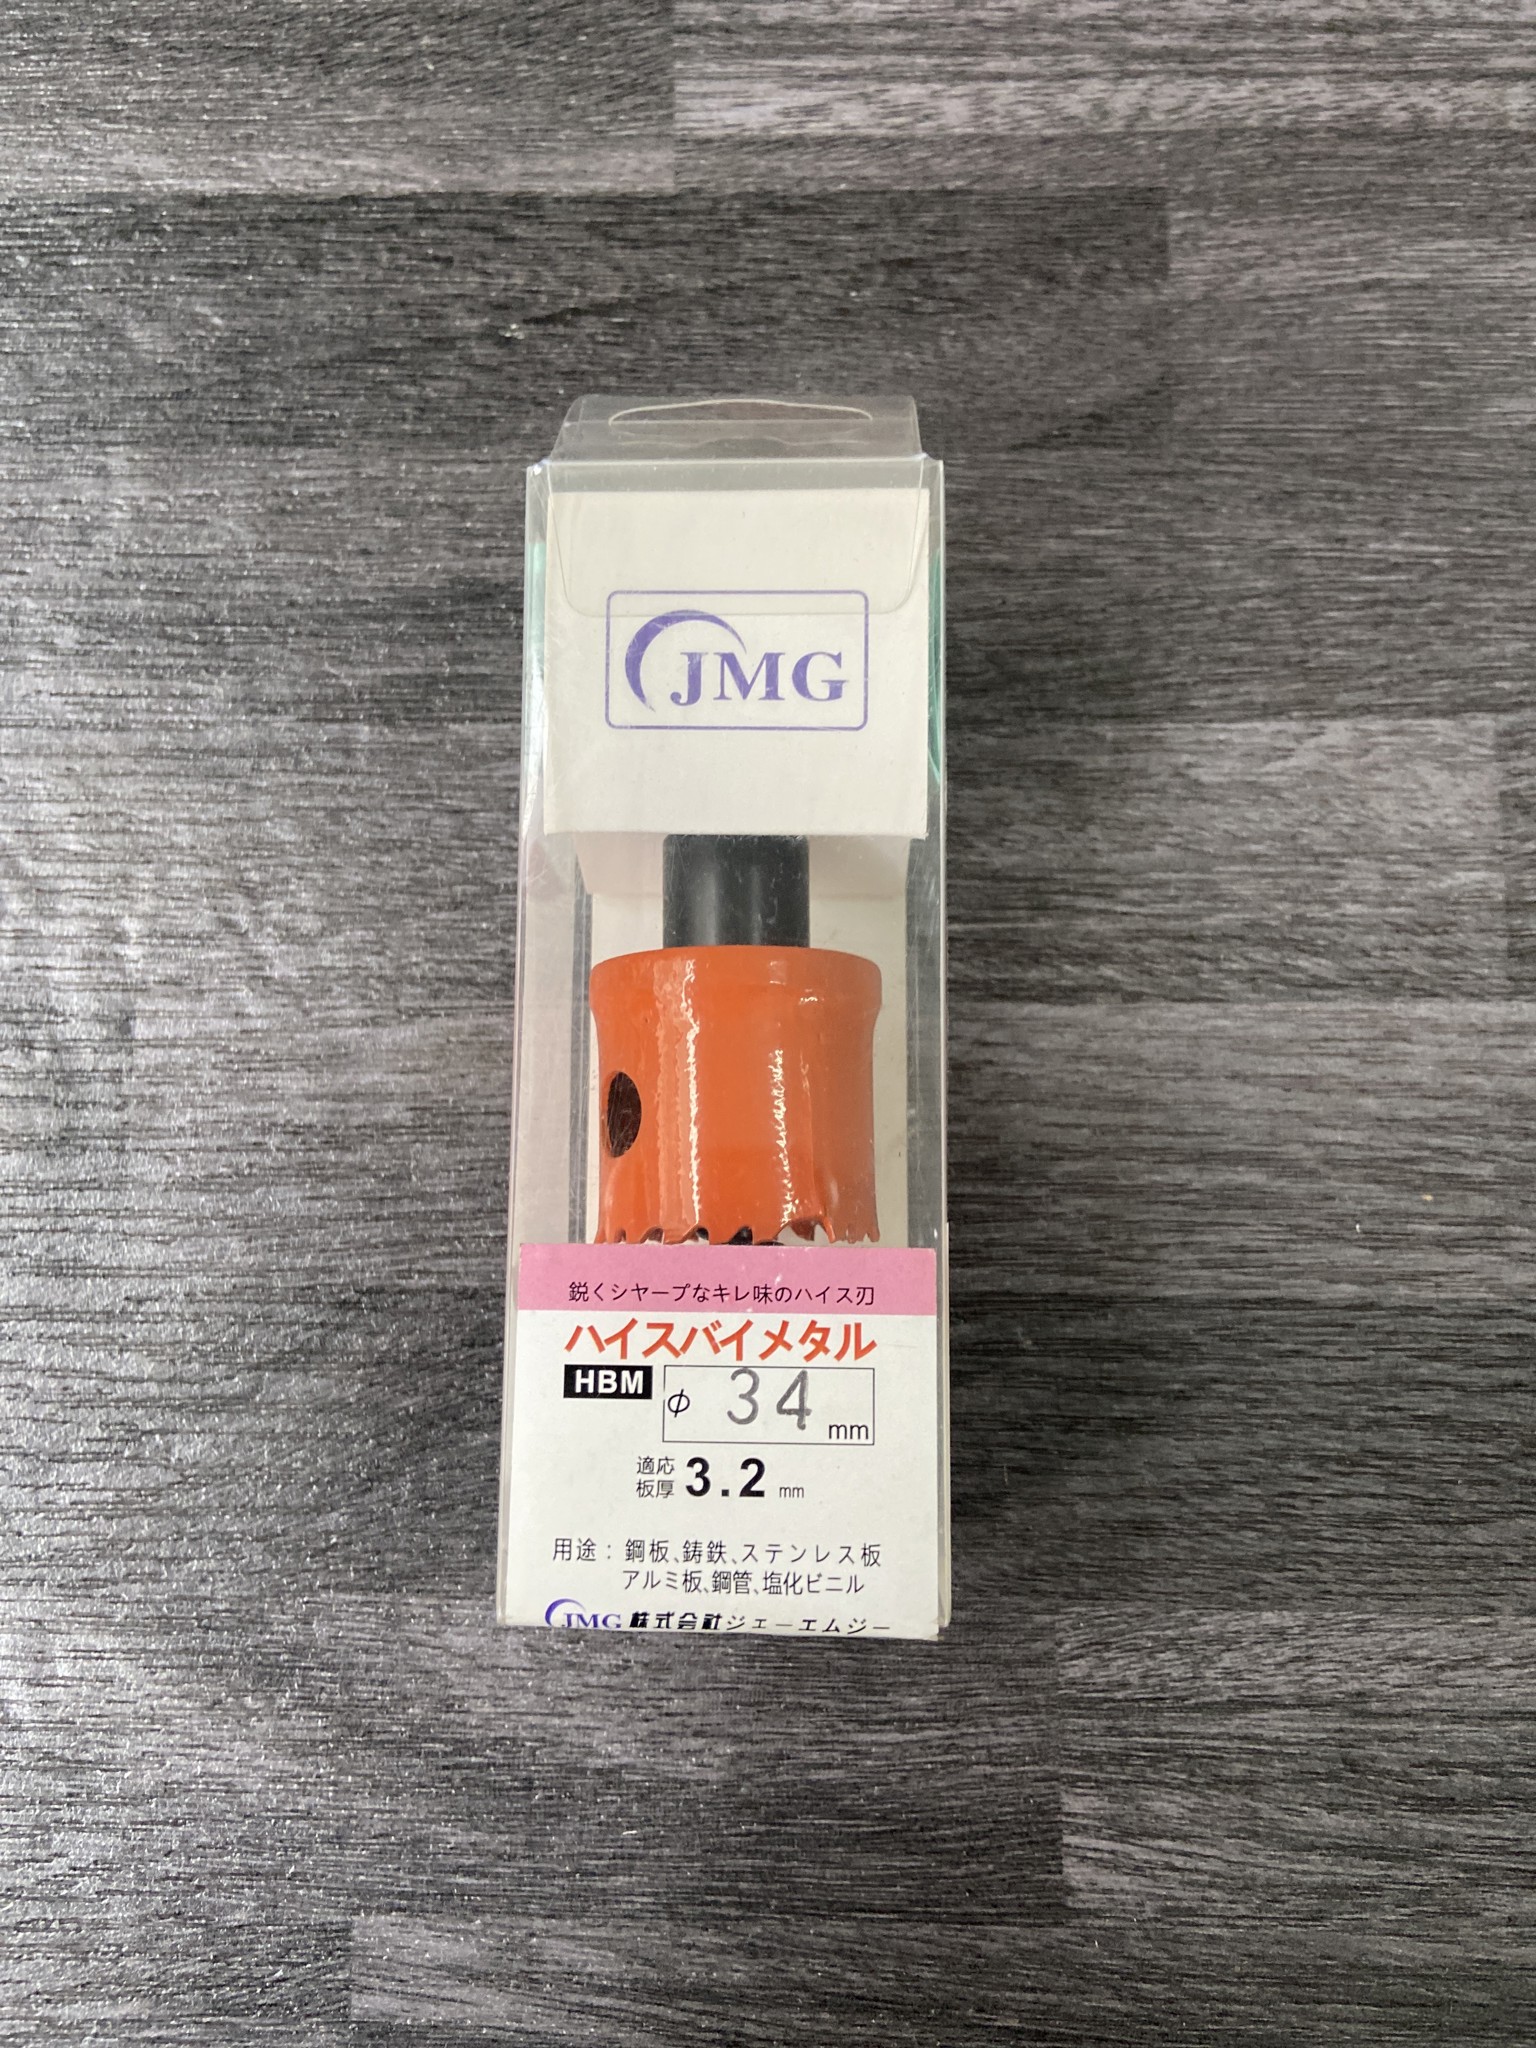 JMG
鋭くシヤープなキレ味のハイス刃
ハイスバイメタル
HBM φ 34 mm
適応板厚 3.2 mm
用途：鋼板、鋳鉄、ステンレス板
アルミ板、鋼管、塩化ビニル
JMG 株式会社ジェーエムジー